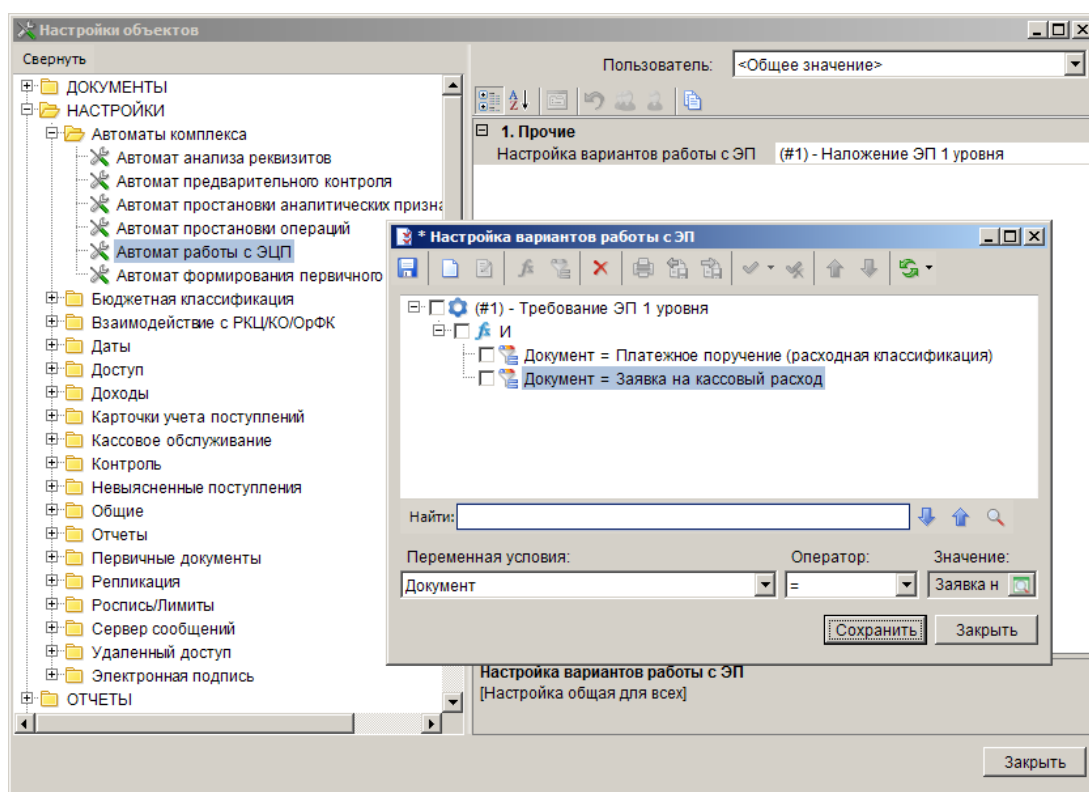 Настройки объектов
Свернуть
Пользователь: <Общее значение>
ДОКУМЕНТЫ
НАСТРОЙКИ
Автоматы комплекса
Автомат анализа реквизитов
Автомат предварительного контроля
Автомат простановки аналитических призна
Автомат простановки операций
Автомат работы с ЭЦП
Автомат формирования первичного
Бюджетная классификация
Взаимодействие с РКЦ/КО/ОрФК
Даты
Доступ
Доходы
Карточки учета поступлений
Кассовое обслуживание
Контроль
Невыясненные поступления
Общие
Отчеты
Первичные документы
Репликация
Роспись/Лимиты
Сервер сообщений
Удаленный доступ
Электронная подпись
ОТЧЕТЫ
1. Прочие
Настройка вариантов работы с ЭП (#1) - Наложение ЭП 1 уровня
* Настройка вариантов работы с ЭП
(#1) - Требование ЭП 1 уровня
И
Документ = Платежное поручение (расходная классификация)
Документ = Заявка на кассовый расход
Найти:
Переменная условия: Оператор: Значение:
Документ = Заявка н
Сохранить Закрыть
Настройка вариантов работы с ЭП
[Настройка общая для всех]
Закрыть